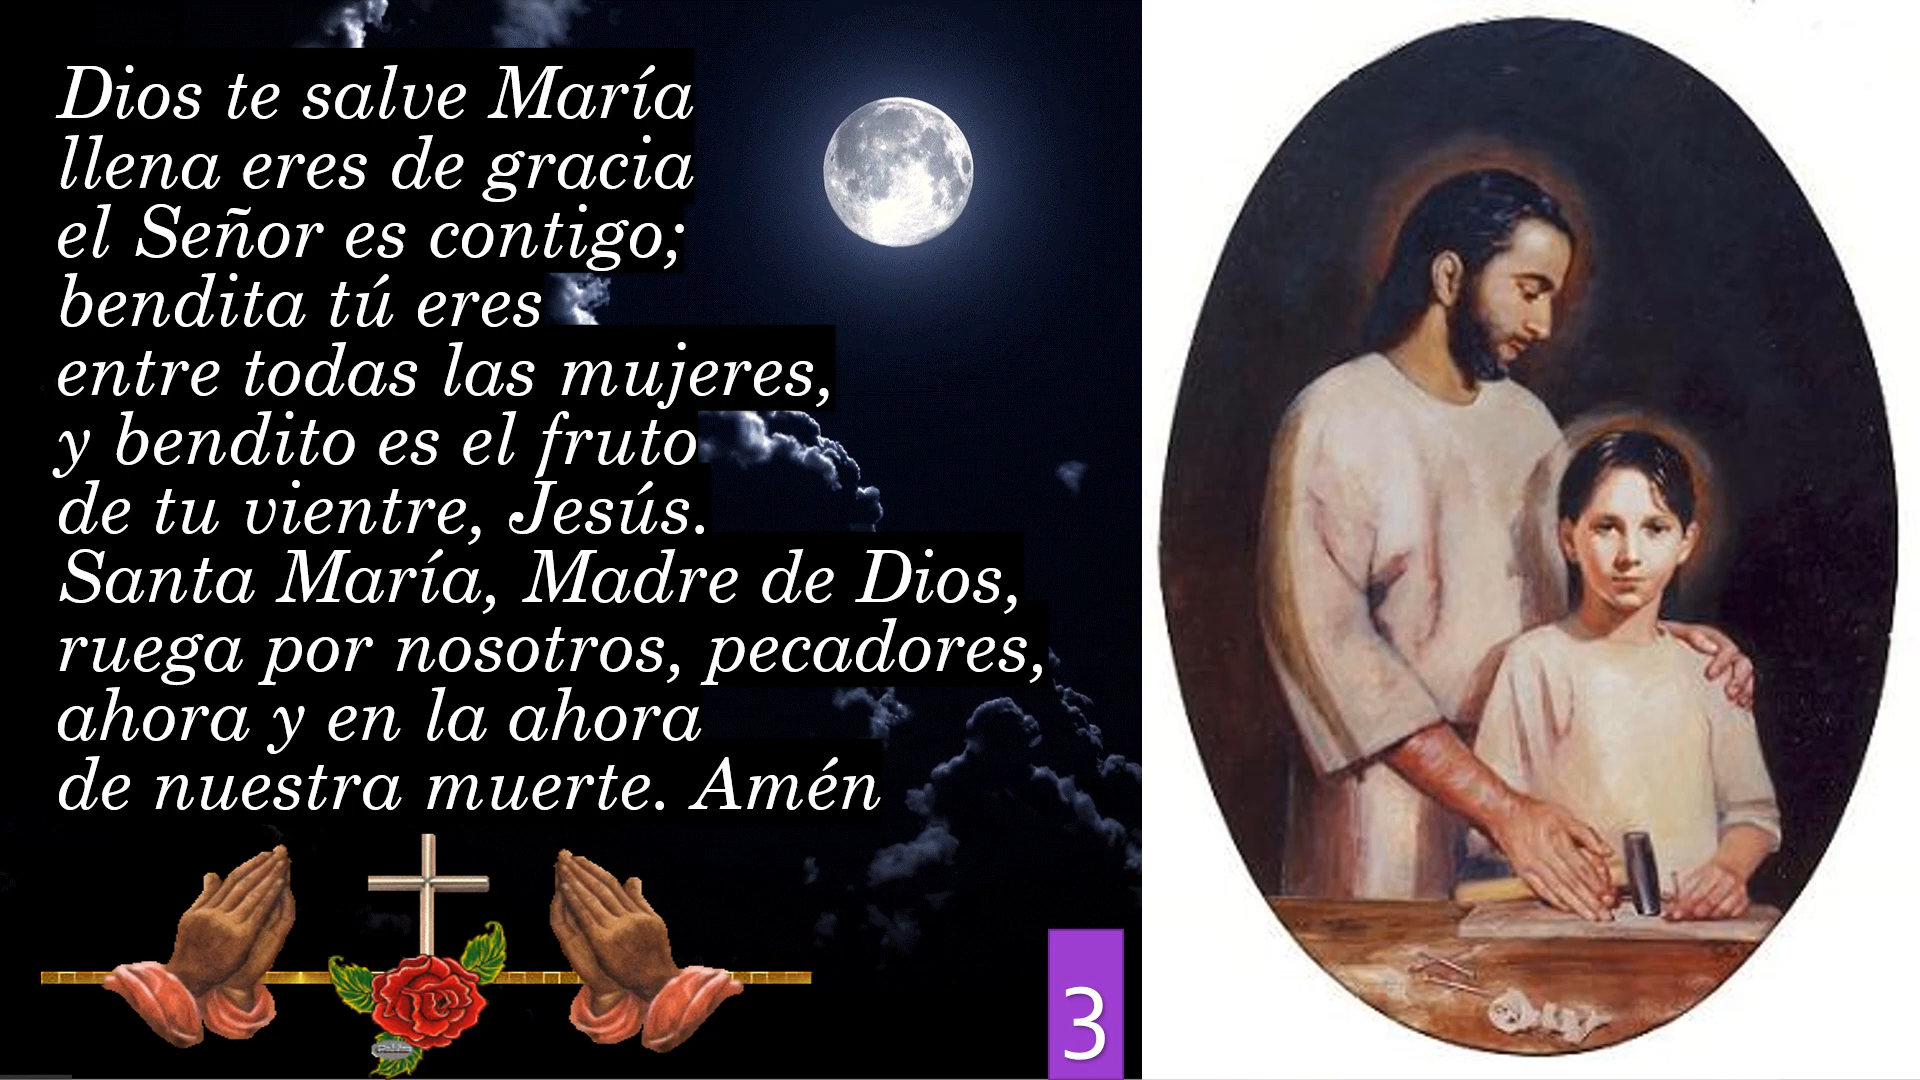 Dios te salve María
llena eres de gracia
el Señor es contigo;
bendita tú eres
entre todas las mujeres,
y bendito es el fruto
de tu vientre, Jesús.
Santa María, Madre de Dios,
ruega por nosotros, pecadores,
ahora y en la ahora
de nuestra muerte. Amén
3